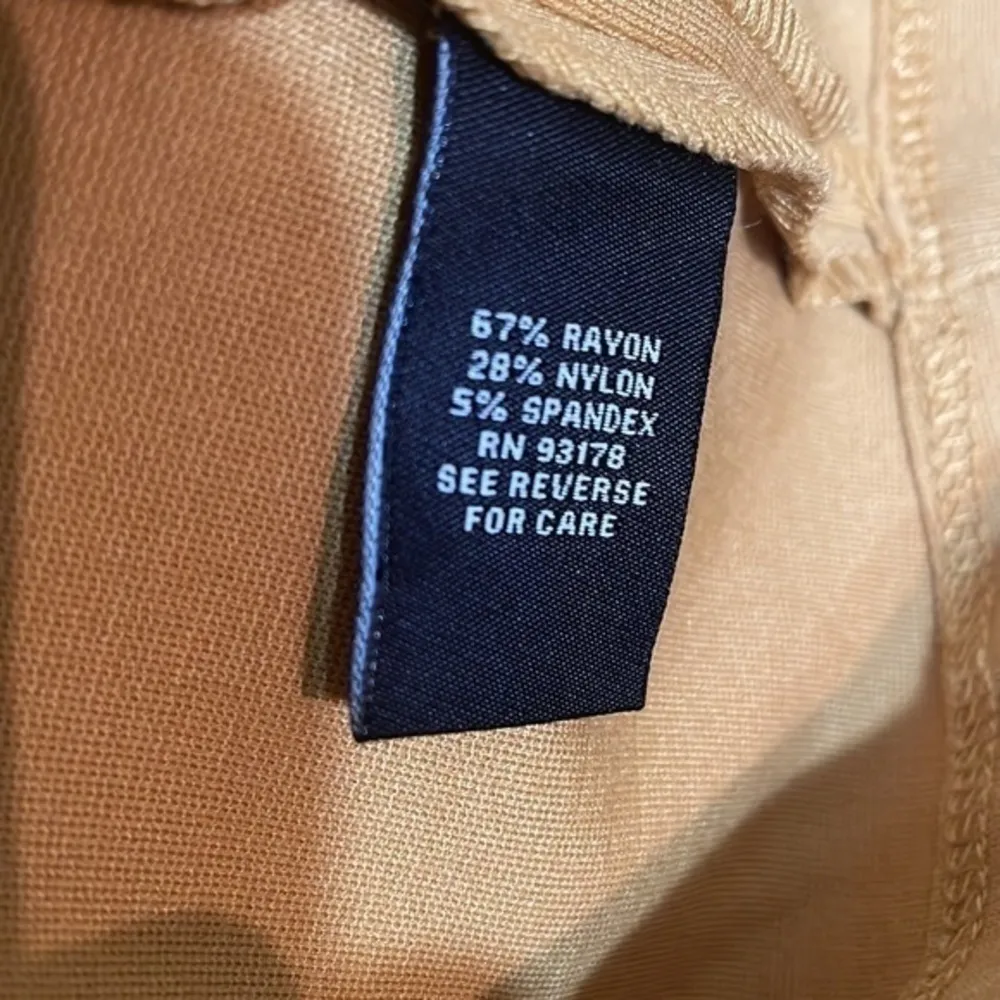 67% RAYON
28% NYLON
5% SPANDEX
RN 93178
SEE REVERSE
FOR CARE